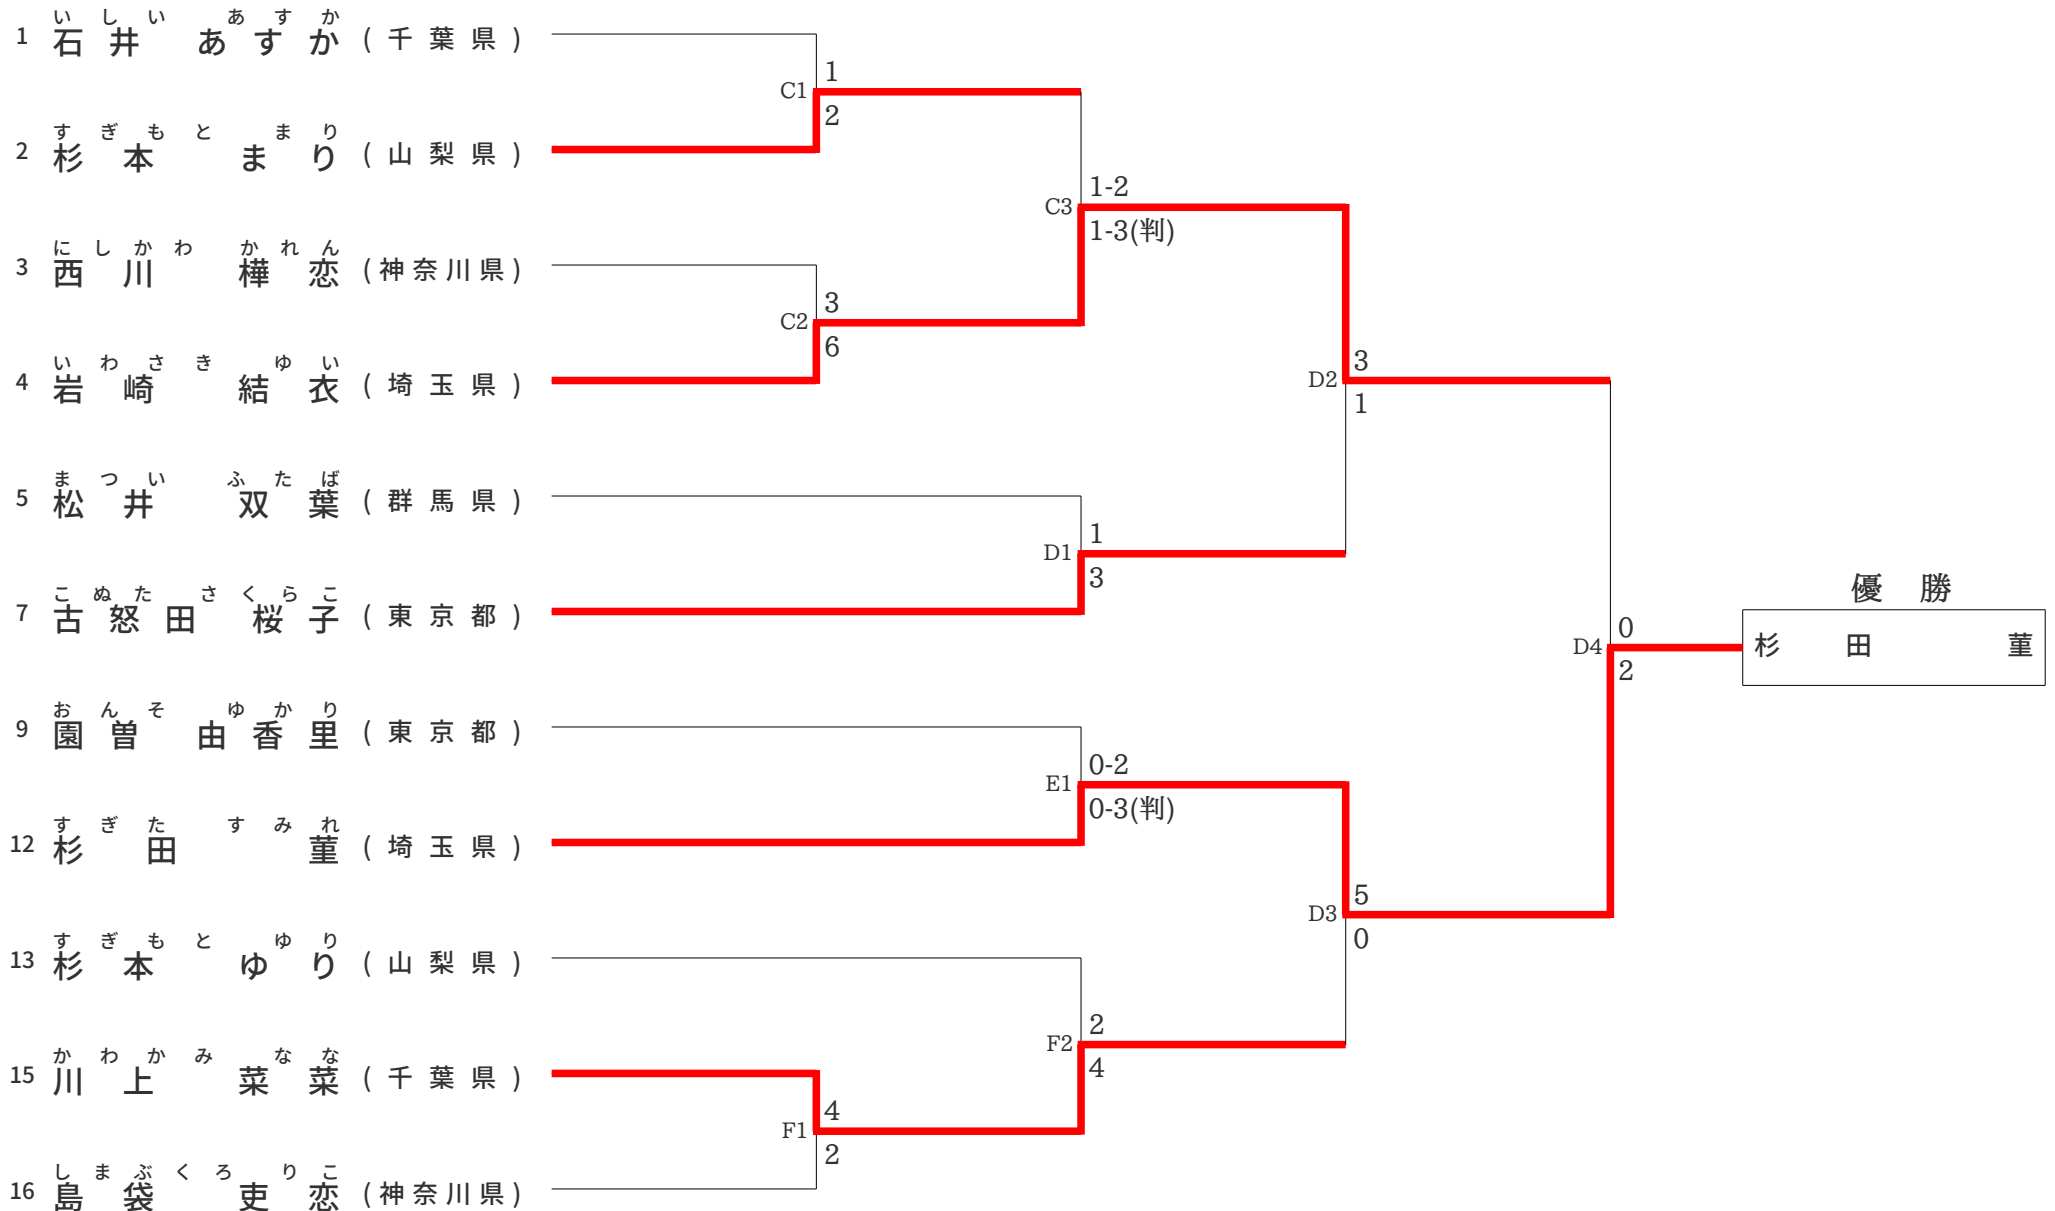 いしい あすか
1 石井 あすか (千葉県)
1
C1
2
すぎもと まり
2 杉本 まり (山梨県)
1-2
C3
1-3(判)
にしかわ かれん
3 西川 樺恋 (神奈川県)
3
C2
6
いわさき ゆい
4 岩崎 結衣 (埼玉県)
3
D2
1
まつい ふたば
5 松井 双葉 (群馬県)
1
D1
3
こぬた さくらこ
7 古怒田 桜子 (東京都)
優勝
0
D4
2
杉田 菫
おんそ ゆかり
9 園曽 由香里 (東京都)
0-2
E1
0-3(判)
すぎた すみれ
12 杉田 菫 (埼玉県)
5
D3
0
すぎもと ゆり
13 杉本 ゆり (山梨県)
2
F2
4
かわかみ なな
15 川上 菜菜 (千葉県)
4
F1
2
しまぶくろ りこ
16 島袋 吏恋 (神奈川県)